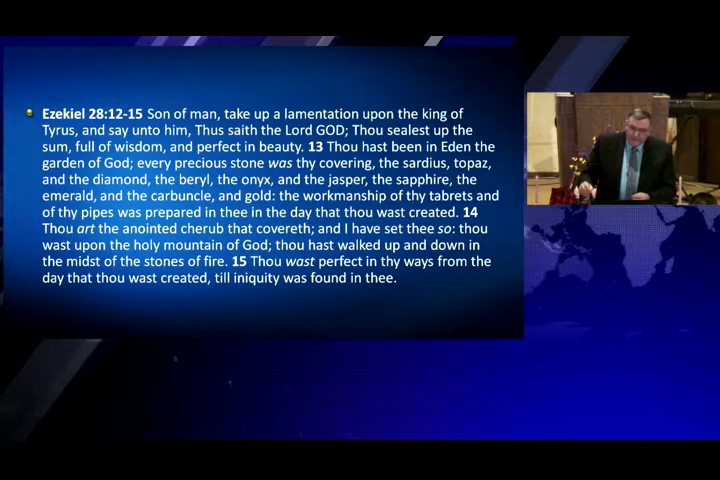 Ezekiel 28:12-15 Son of man, take up a lamentation upon the king of
Tyrus, and say unto him, Thus saith the Lord GOD; Thou sealest up the
sum, full of wisdom, and perfect in beauty. 13 Thou hast been in Eden the
garden of God; every precious stone was thy covering, the sardius, topaz,
and the diamond, the beryl, the onyx, and the jasper, the sapphire, the
emerald, and the carbuncle, and gold: the workmanship of thy tabrets and
of thy pipes was prepared in thee in the day that thou wast created. 14
Thou art the anointed cherub that covereth; and I have set thee so: thou
wast upon the holy mountain of God; thou hast walked up and down in
the midst of the stones of fire. 15 Thou wast perfect in thy ways from the
day that thou wast created, till iniquity was found in thee.